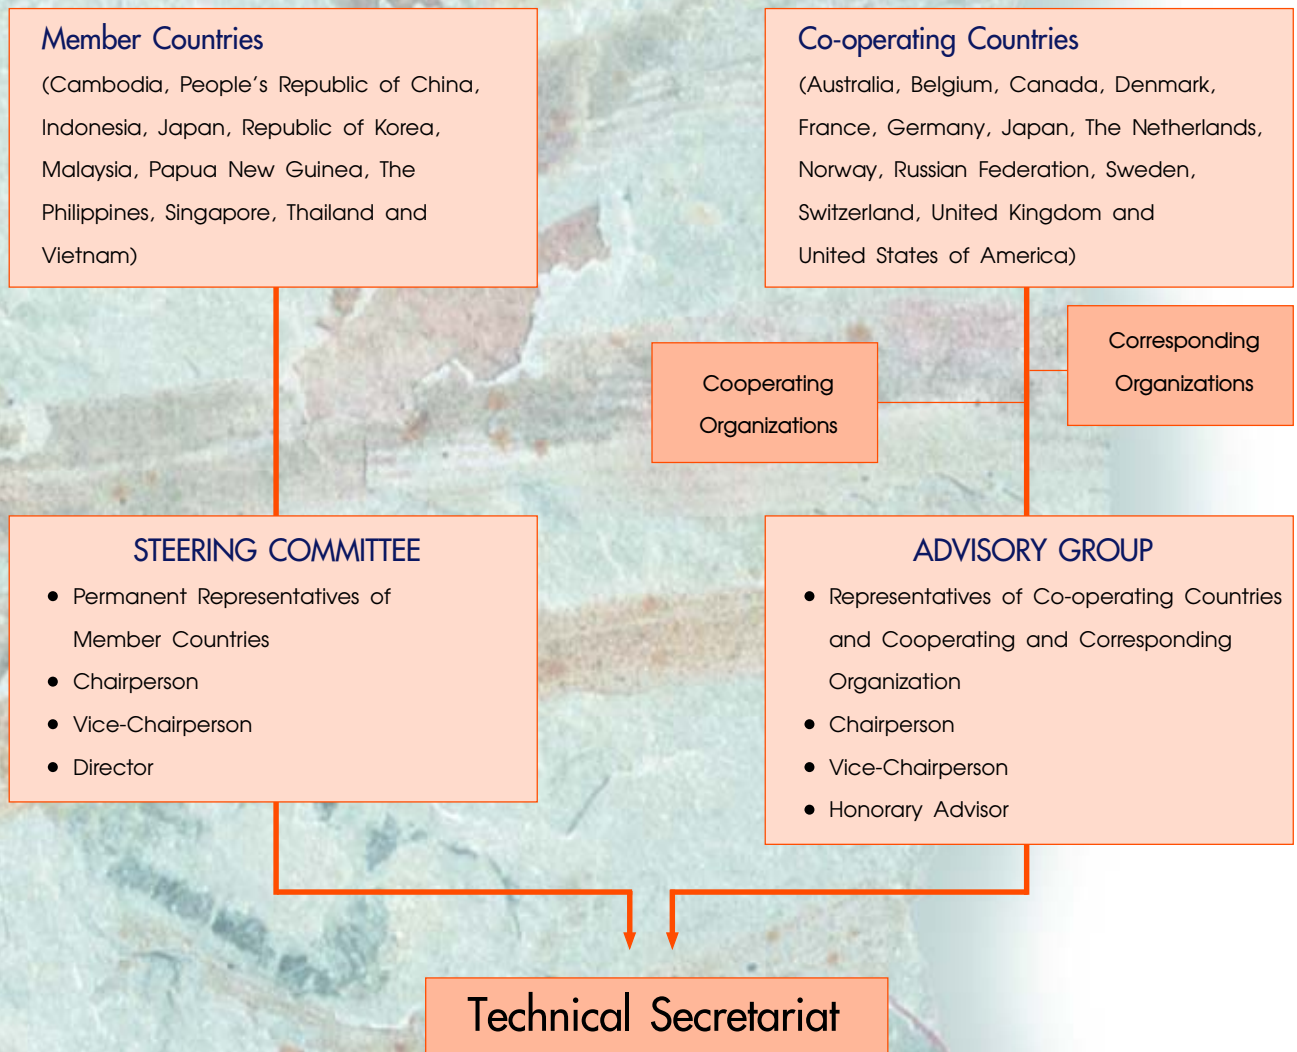 Member Countries
(Cambodia, People's Republic of China,
Indonesia, Japan, Republic of Korea,
Malaysia, Papua New Guinea, The
Philippines, Singapore, Thailand and
Vietnam)
Co-operating Countries
(Australia, Belgium, Canada, Denmark,
France, Germany, Japan, The Netherlands,
Norway, Russian Federation, Sweden,
Switzerland, United Kingdom and
United States of America)
Cooperating
Organizations
Corresponding
Organizations
STEERING COMMITTEE
• Permanent Representatives of
Member Countries
• Chairperson
• Vice-Chairperson
• Director
ADVISORY GROUP
• Representatives of Co-operating Countries
and Cooperating and Corresponding
Organization
• Chairperson
• Vice-Chairperson
• Honorary Advisor
Technical Secretariat